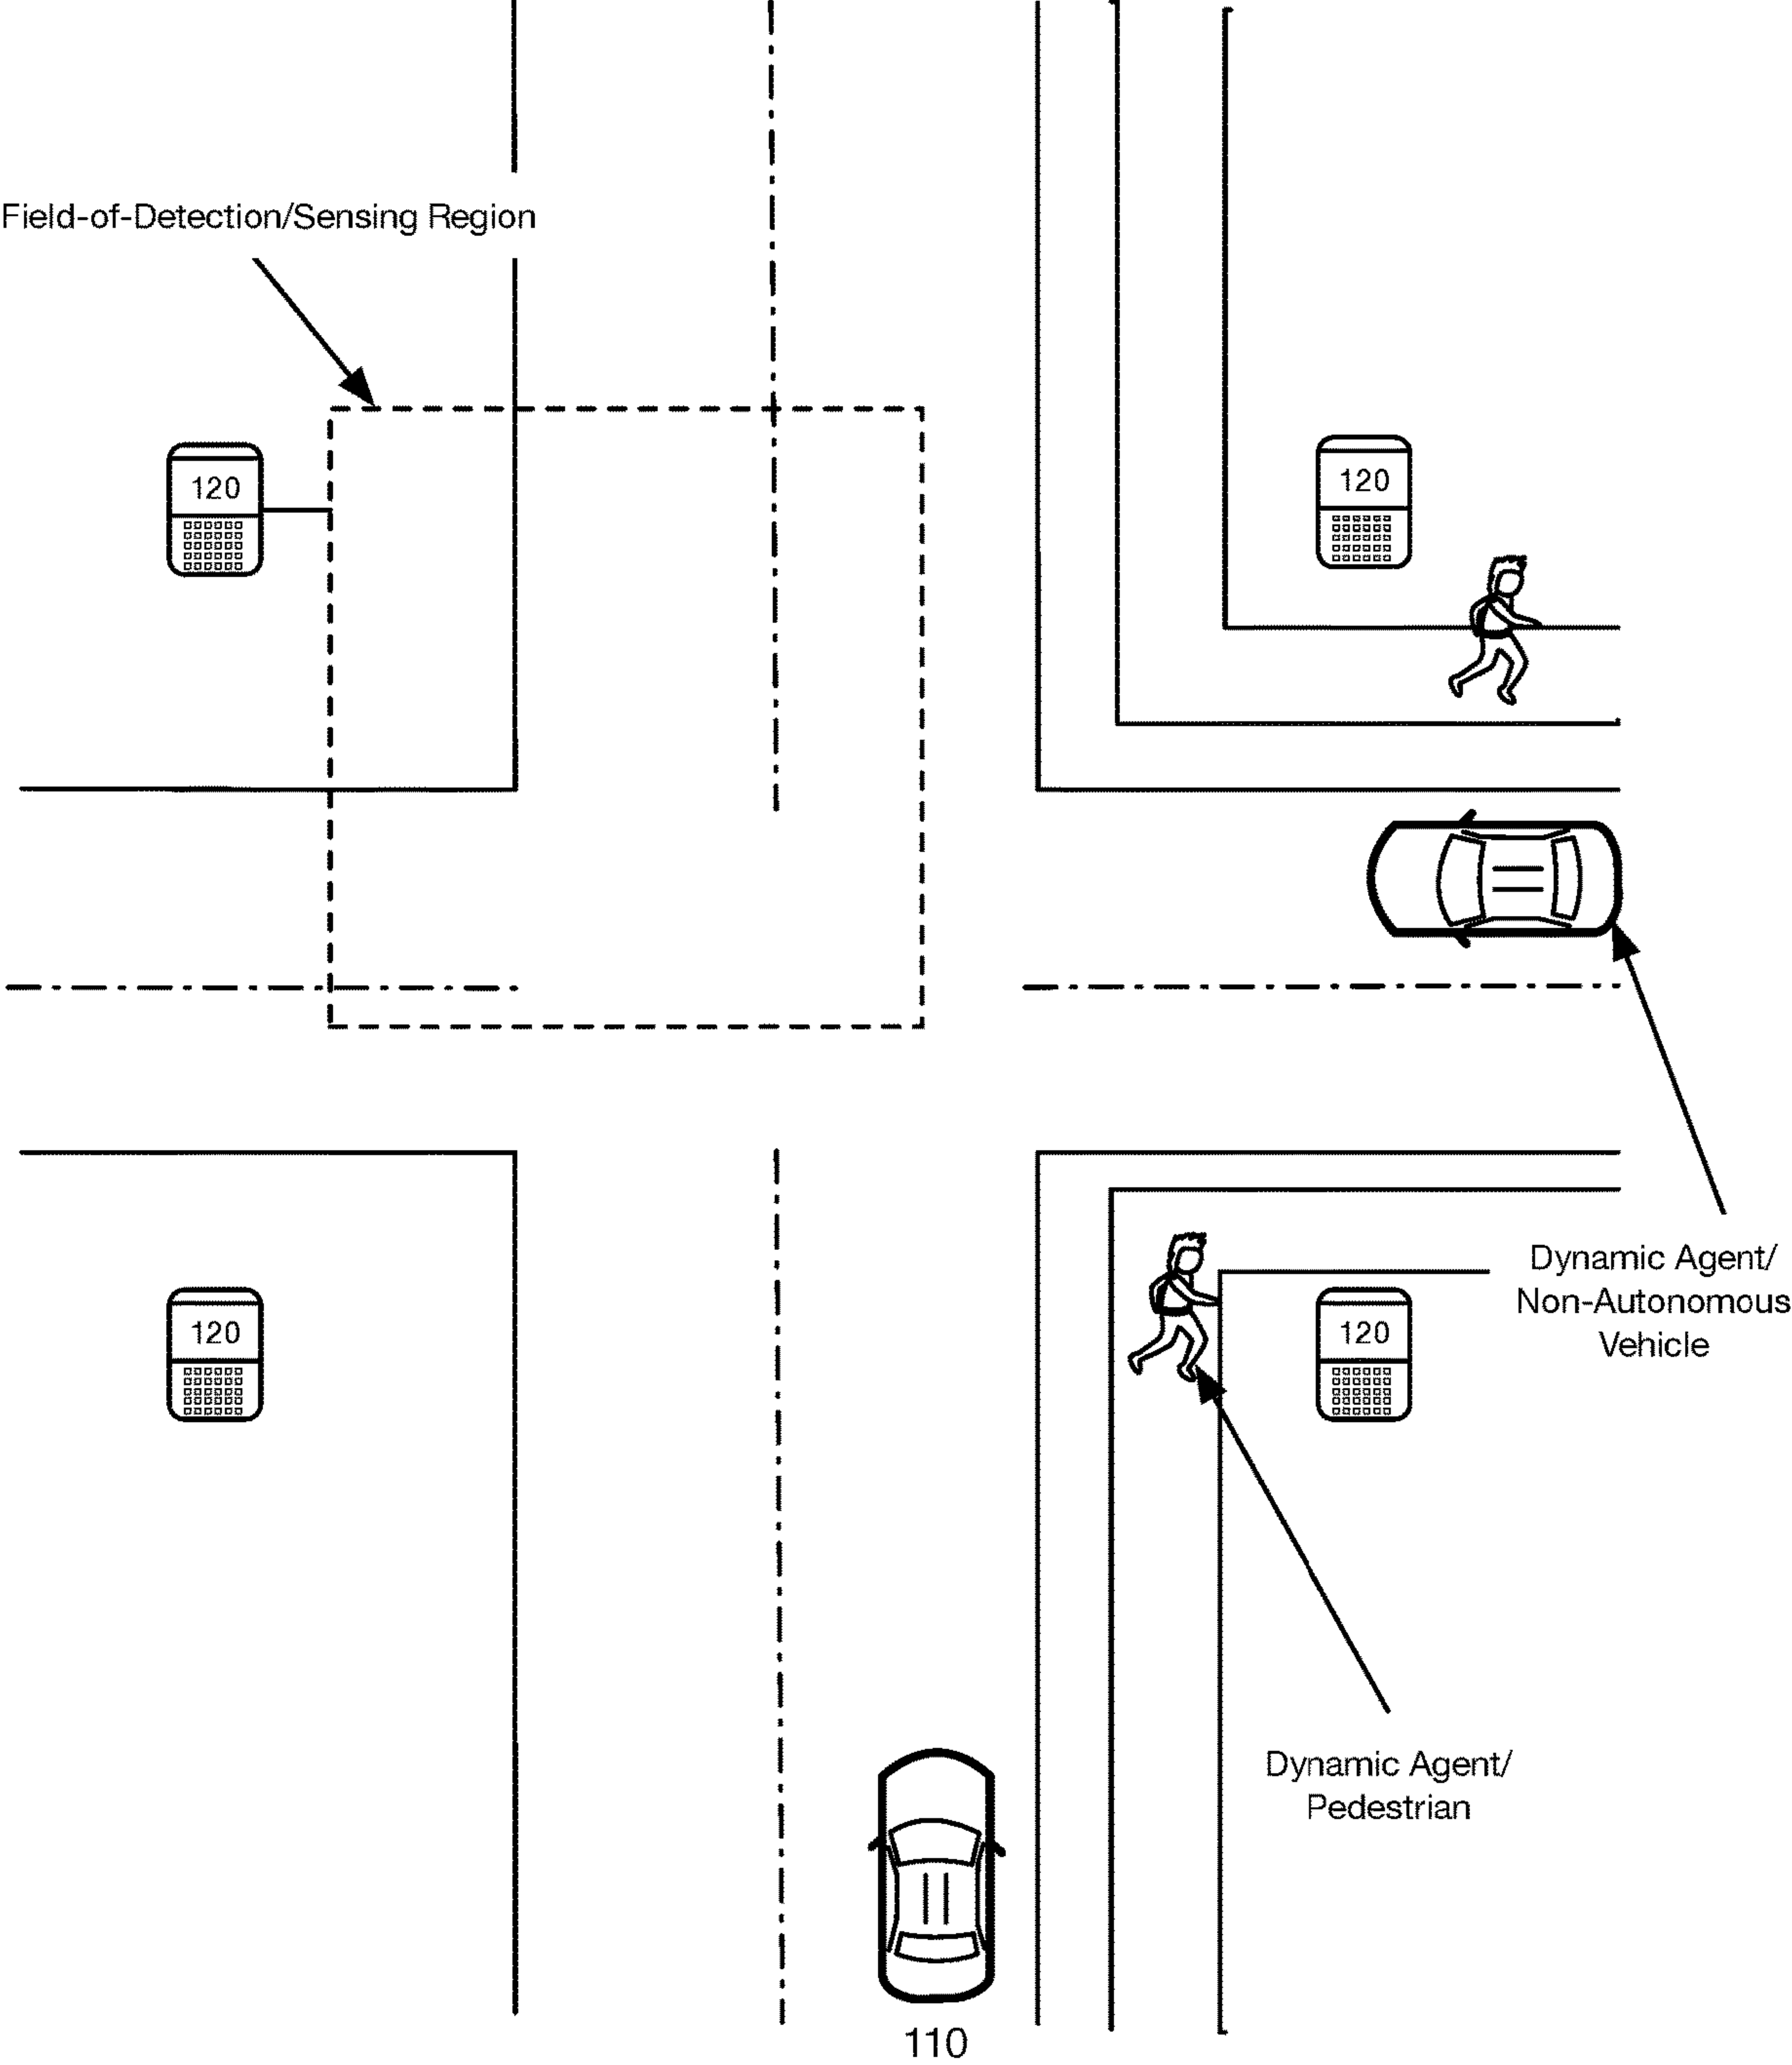 Field-of-Detection/Sensing Region
120
120
120
120
Dynamic Agent/
Non-Autonomous
Vehicle
Dynamic Agent/
Pedestrian
110